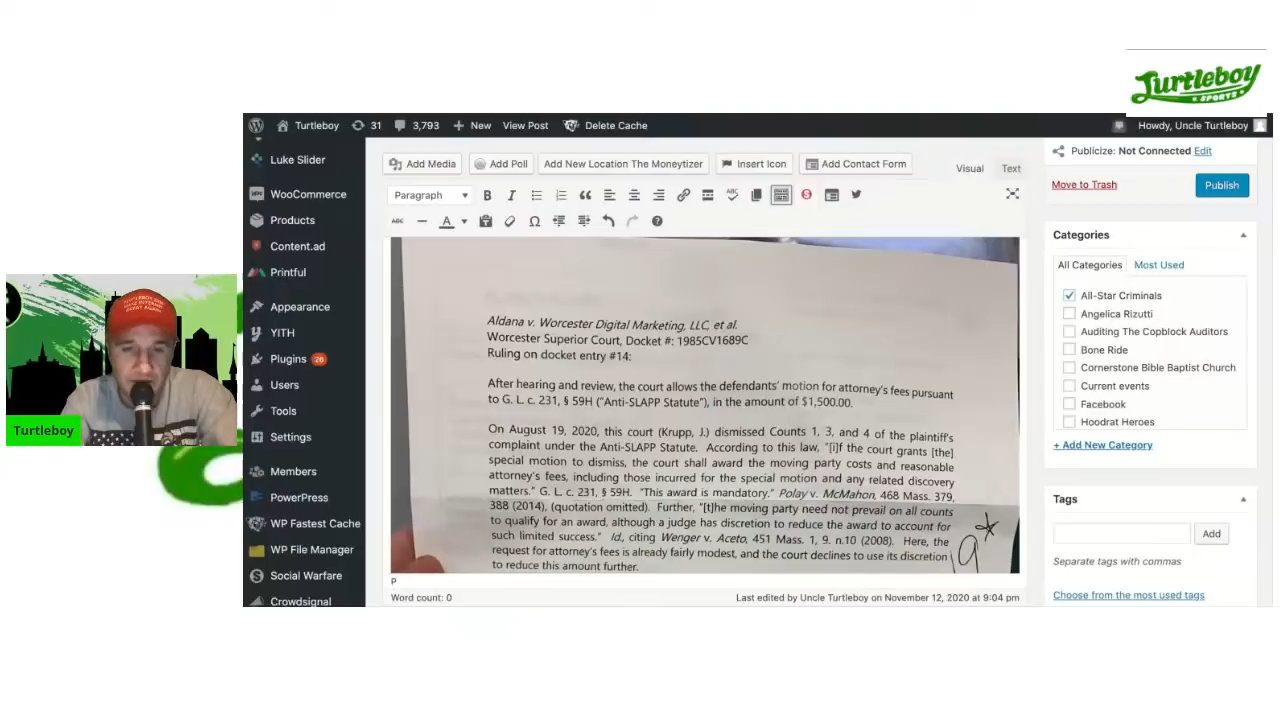 Turtleboy
SPORTS
Turtleboy
31
3,793
New
View Post
Delete Cache
Howdy, Uncle Turtleboy
Luke Slider
WooCommerce
Products
Content.ad
Printful
Appearance
YITH
Plugins 26
Users
Tools
Settings
Members
PowerPress
WP Fastest Cache
WP File Manager
Social Warfare
Crowdsignal
Add Media
Add Poll
Add New Location The Moneytizer
Insert Icon
Add Contact Form
Visual
Text
Paragraph
B
I
ABC
ABC
A
Aldana v. Worcester Digital Marketing, LLC, et al.
Worcester Superior Court, Docket #: 1985CV1689C
Ruling on docket entry #14:
After hearing and review, the court allows the defendants' motion for attorney's fees pursuant
to G. L. c. 231, § 59H ("Anti-SLAPP Statute"), in the amount of $1,500.00.
On August 19, 2020, this court (Krupp, J.) dismissed Counts 1, 3, and 4 of the plaintiff's
complaint under the Anti-SLAPP Statute. According to this law, "[i]f the court grants [the]
special motion to dismiss, the court shall award the moving party costs and reasonable
attorney's fees, including those incurred for the special motion and any related discovery
matters." G. L. c. 231, § 59H. "This award is mandatory." Polay v. McMahon, 468 Mass. 379,
388 (2014), (quotation omitted). Further, "[t]he moving party need not prevail on all counts
to qualify for an award, although a judge has discretion to reduce the award to account for
such limited success." Id, citing Wenger v. Aceto, 451 Mass. 1, 9. n.10 (2008). Here, the
request for attorney's fees is already fairly modest, and the court declines to use its discretion
to reduce this amount further.
P
Word count: 0
Last edited by Uncle Turtleboy on November 12, 2020 at 9:04 pm
Publicize: Not Connected Edit
Move to Trash
Publish
Categories
All Categories
Most Used
All-Star Criminals
Angelica Rizutti
Auditing The Copblock Auditors
Bone Ride
Cornerstone Bible Baptist Church
Current events
Facebook
Hoodrat Heroes
+ Add New Category
Tags
Add
Separate tags with commas
Choose from the most used tags
Turtleboy